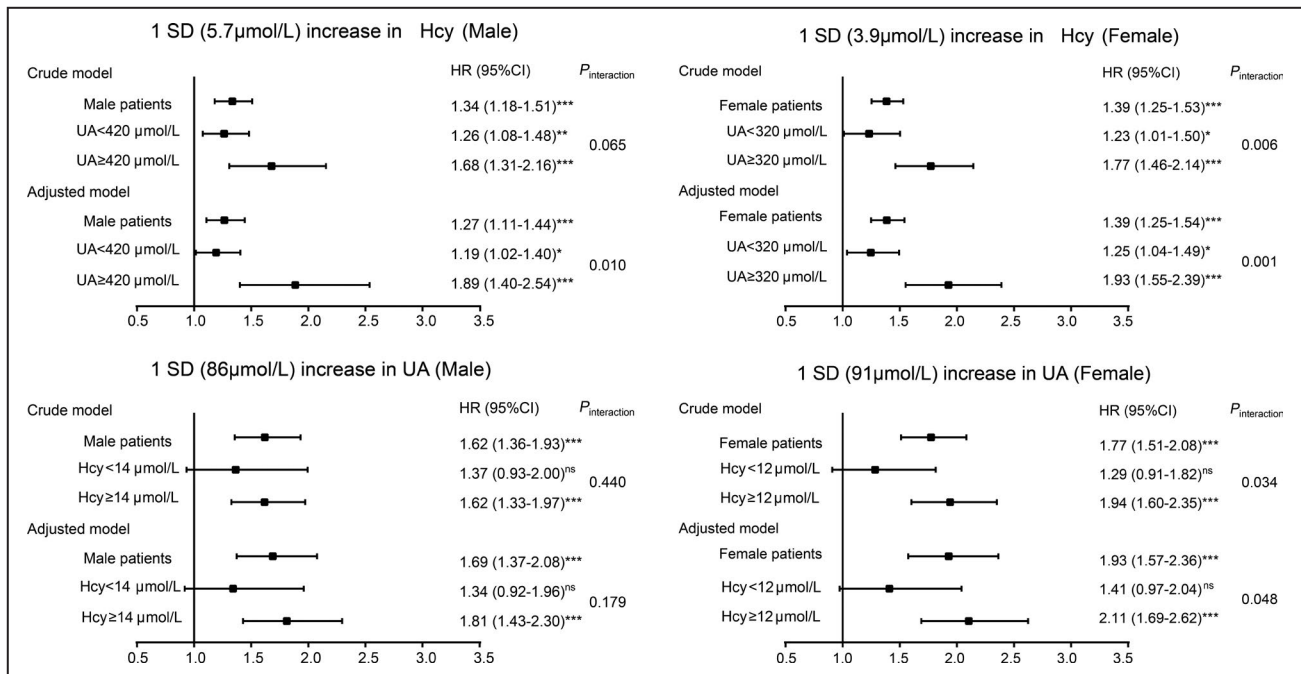 1 SD (5.7μmol/L) increase in Hcy (Male)
Crude model
HR (95%CI) Pinteraction
Male patients 1.34 (1.18-1.51)***
UA<420 μmol/L 1.26 (1.08-1.48)**
0.065
UA≥420 μmol/L 1.68 (1.31-2.16)***
Adjusted model
Male patients 1.27 (1.11-1.44)***
UA<420 μmol/L 1.19 (1.02-1.40)*
0.010
UA≥420 μmol/L 1.89 (1.40-2.54)***
0.5 1.0 1.5 2.0 2.5 3.0 3.5
1 SD (3.9μmol/L) increase in Hcy (Female)
Crude model
HR (95%CI) Pinteraction
Female patients 1.39 (1.25-1.53)***
UA<320 μmol/L 1.23 (1.01-1.50)*
0.006
UA≥320 μmol/L 1.77 (1.46-2.14)***
Adjusted model
Female patients 1.39 (1.25-1.54)***
UA<320 μmol/L 1.25 (1.04-1.49)*
0.001
UA≥320 μmol/L 1.93 (1.55-2.39)***
0.5 1.0 1.5 2.0 2.5 3.0 3.5
1 SD (86μmol/L) increase in UA (Male)
Crude model
HR (95%CI) Pinteraction
Male patients 1.62 (1.36-1.93)***
Hcy<14 μmol/L 1.37 (0.93-2.00)ns
0.440
Hcy≥14 μmol/L 1.62 (1.33-1.97)***
Adjusted model
Male patients 1.69 (1.37-2.08)***
Hcy<14 μmol/L 1.34 (0.92-1.96)ns
0.179
Hcy≥14 μmol/L 1.81 (1.43-2.30)***
0.5 1.0 1.5 2.0 2.5 3.0 3.5
1 SD (91μmol/L) increase in UA (Female)
Crude model
HR (95%CI) Pinteraction
Female patients 1.77 (1.51-2.08)***
Hcy<12 μmol/L 1.29 (0.91-1.82)ns
0.034
Hcy≥12 μmol/L 1.94 (1.60-2.35)***
Adjusted model
Female patients 1.93 (1.57-2.36)***
Hcy<12 μmol/L 1.41 (0.97-2.04)ns
0.048
Hcy≥12 μmol/L 2.11 (1.69-2.62)***
0.5 1.0 1.5 2.0 2.5 3.0 3.5